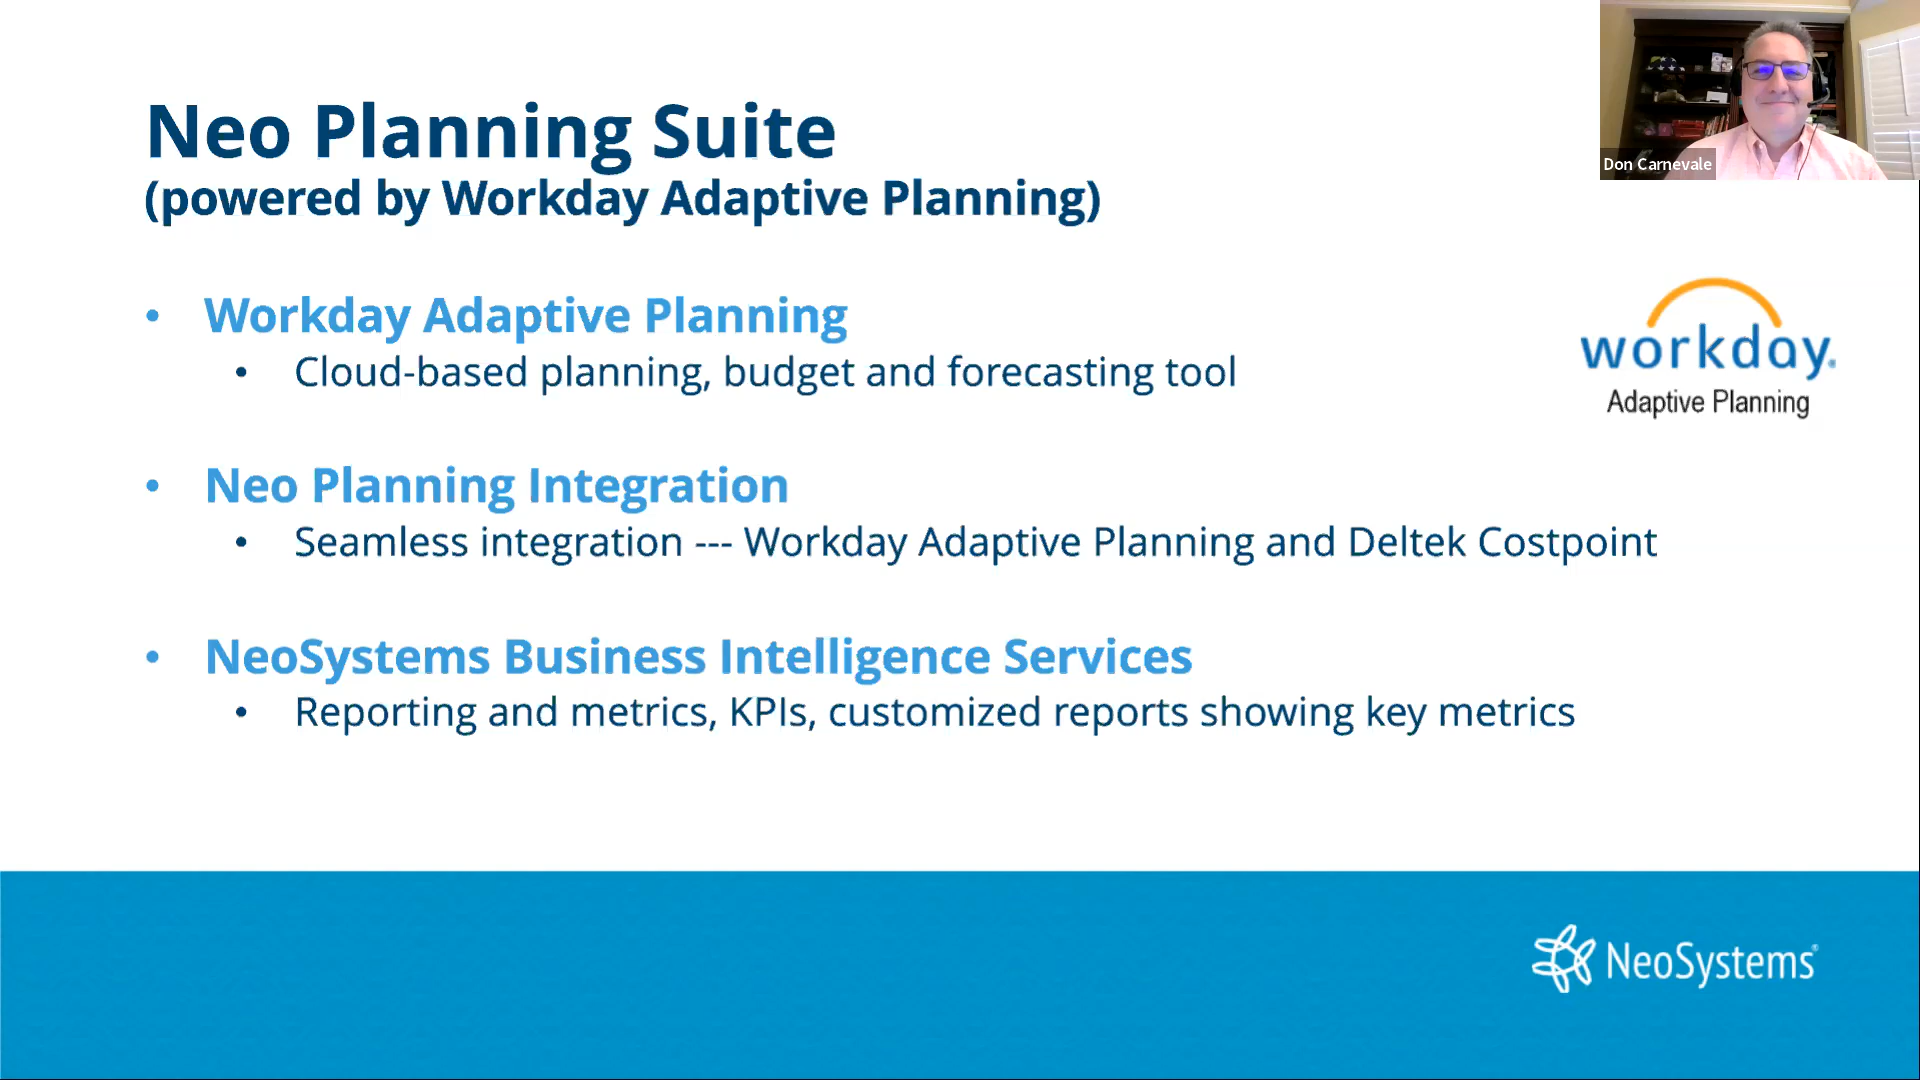 Neo Planning Suite
(powered by Workday Adaptive Planning)
Don Carnevale
• Workday Adaptive Planning
• Cloud-based planning, budget and forecasting tool
workday.
Adaptive Planning
• Neo Planning Integration
• Seamless integration --- Workday Adaptive Planning and Deltek Costpoint
• NeoSystems Business Intelligence Services
• Reporting and metrics, KPIs, customized reports showing key metrics
NeoSystems